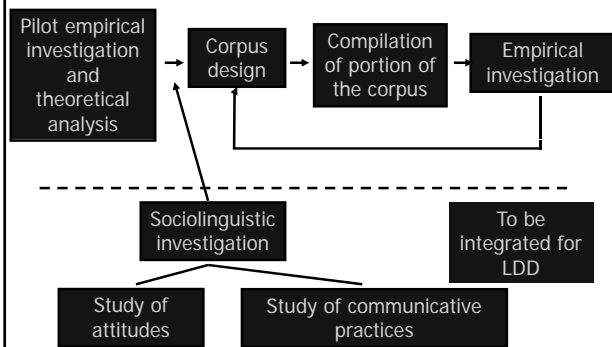 Pilot empirical
investigation
and
theoretical
analysis
Corpus
design
Compilation
of portion of
the corpus
Empirical
investigation
Sociolinguistic
investigation
To be
integrated for
LDD
Study of
attitudes
Study of communicative
practices